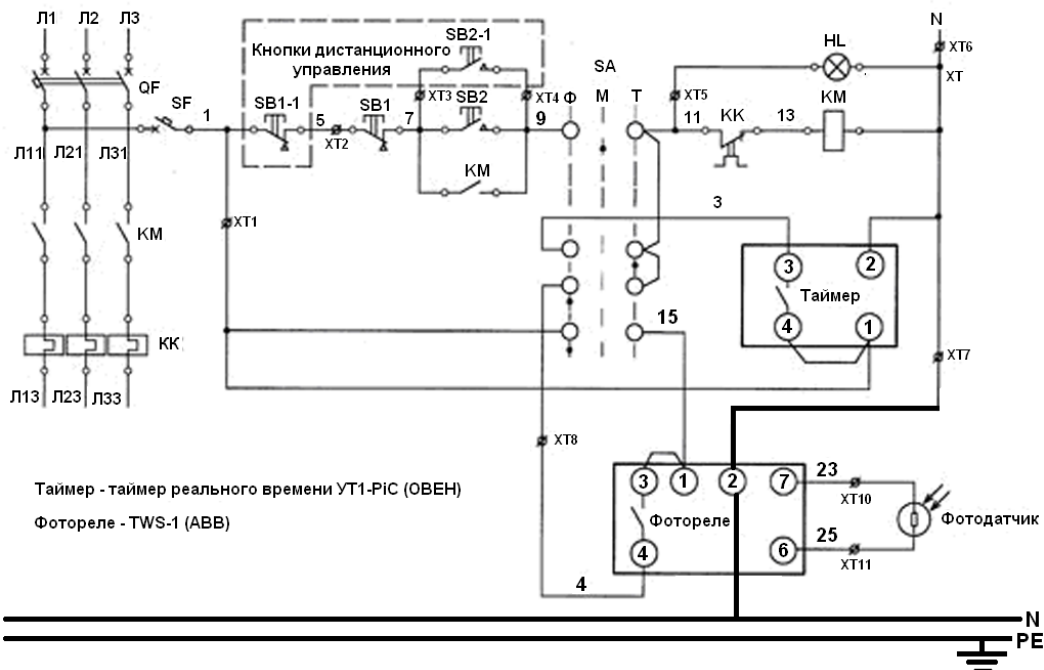 Л1 Л2 Л3
QF
SF
1
Кнопки дистанционного
управления
SB2-1
SB1-1
5
XT2
SB1
7
XT3
SB2
XT4
9
KM
SA
Ф М Т
HL
N
XT6
XT
XT5
11
KK
13
KM
Л11 Л21 Л31
KM
XT1
3
3 2
Таймер
4 1
15
XT7
KK
Л13 Л23 Л33
XT8
Таймер - таймер реального времени УТ1-PiC (ОВЕН)
Фотореле - TWS-1 (ABB)
3 1 2 7
Фотореле
4 6
23
XT10
25
XT11
Фотодатчик
4
N
PE